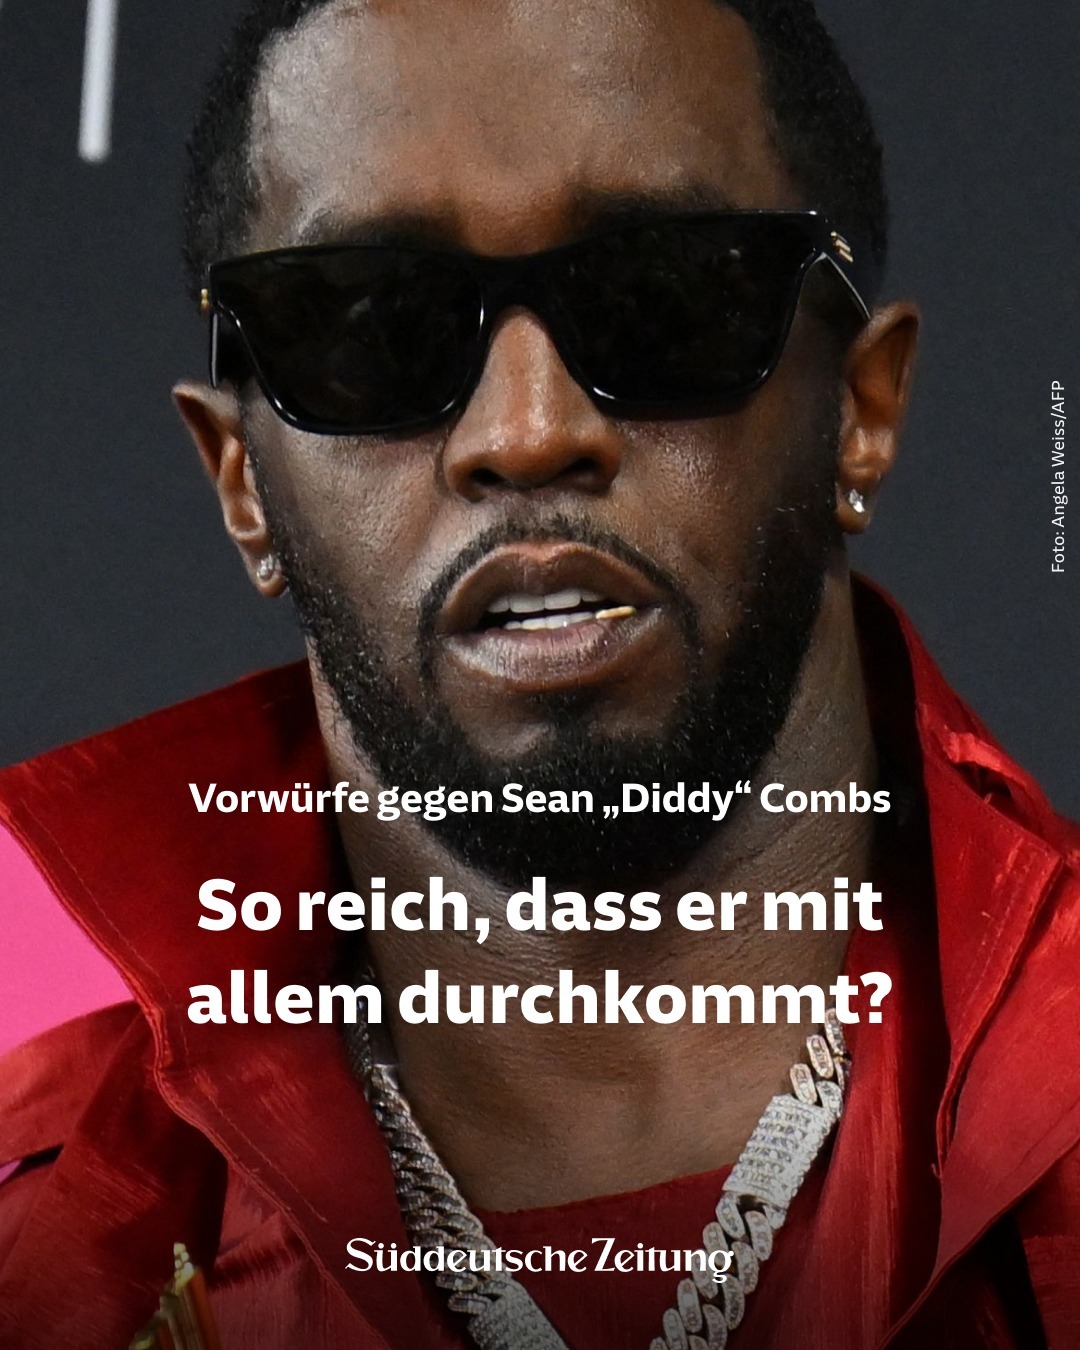 Foto: Angela Weiss/AFP
Vorwürfe gegen Sean „Diddy“ Combs
So reich, dass er mit
allem durchkommt?
Süddeutsche Zeitung